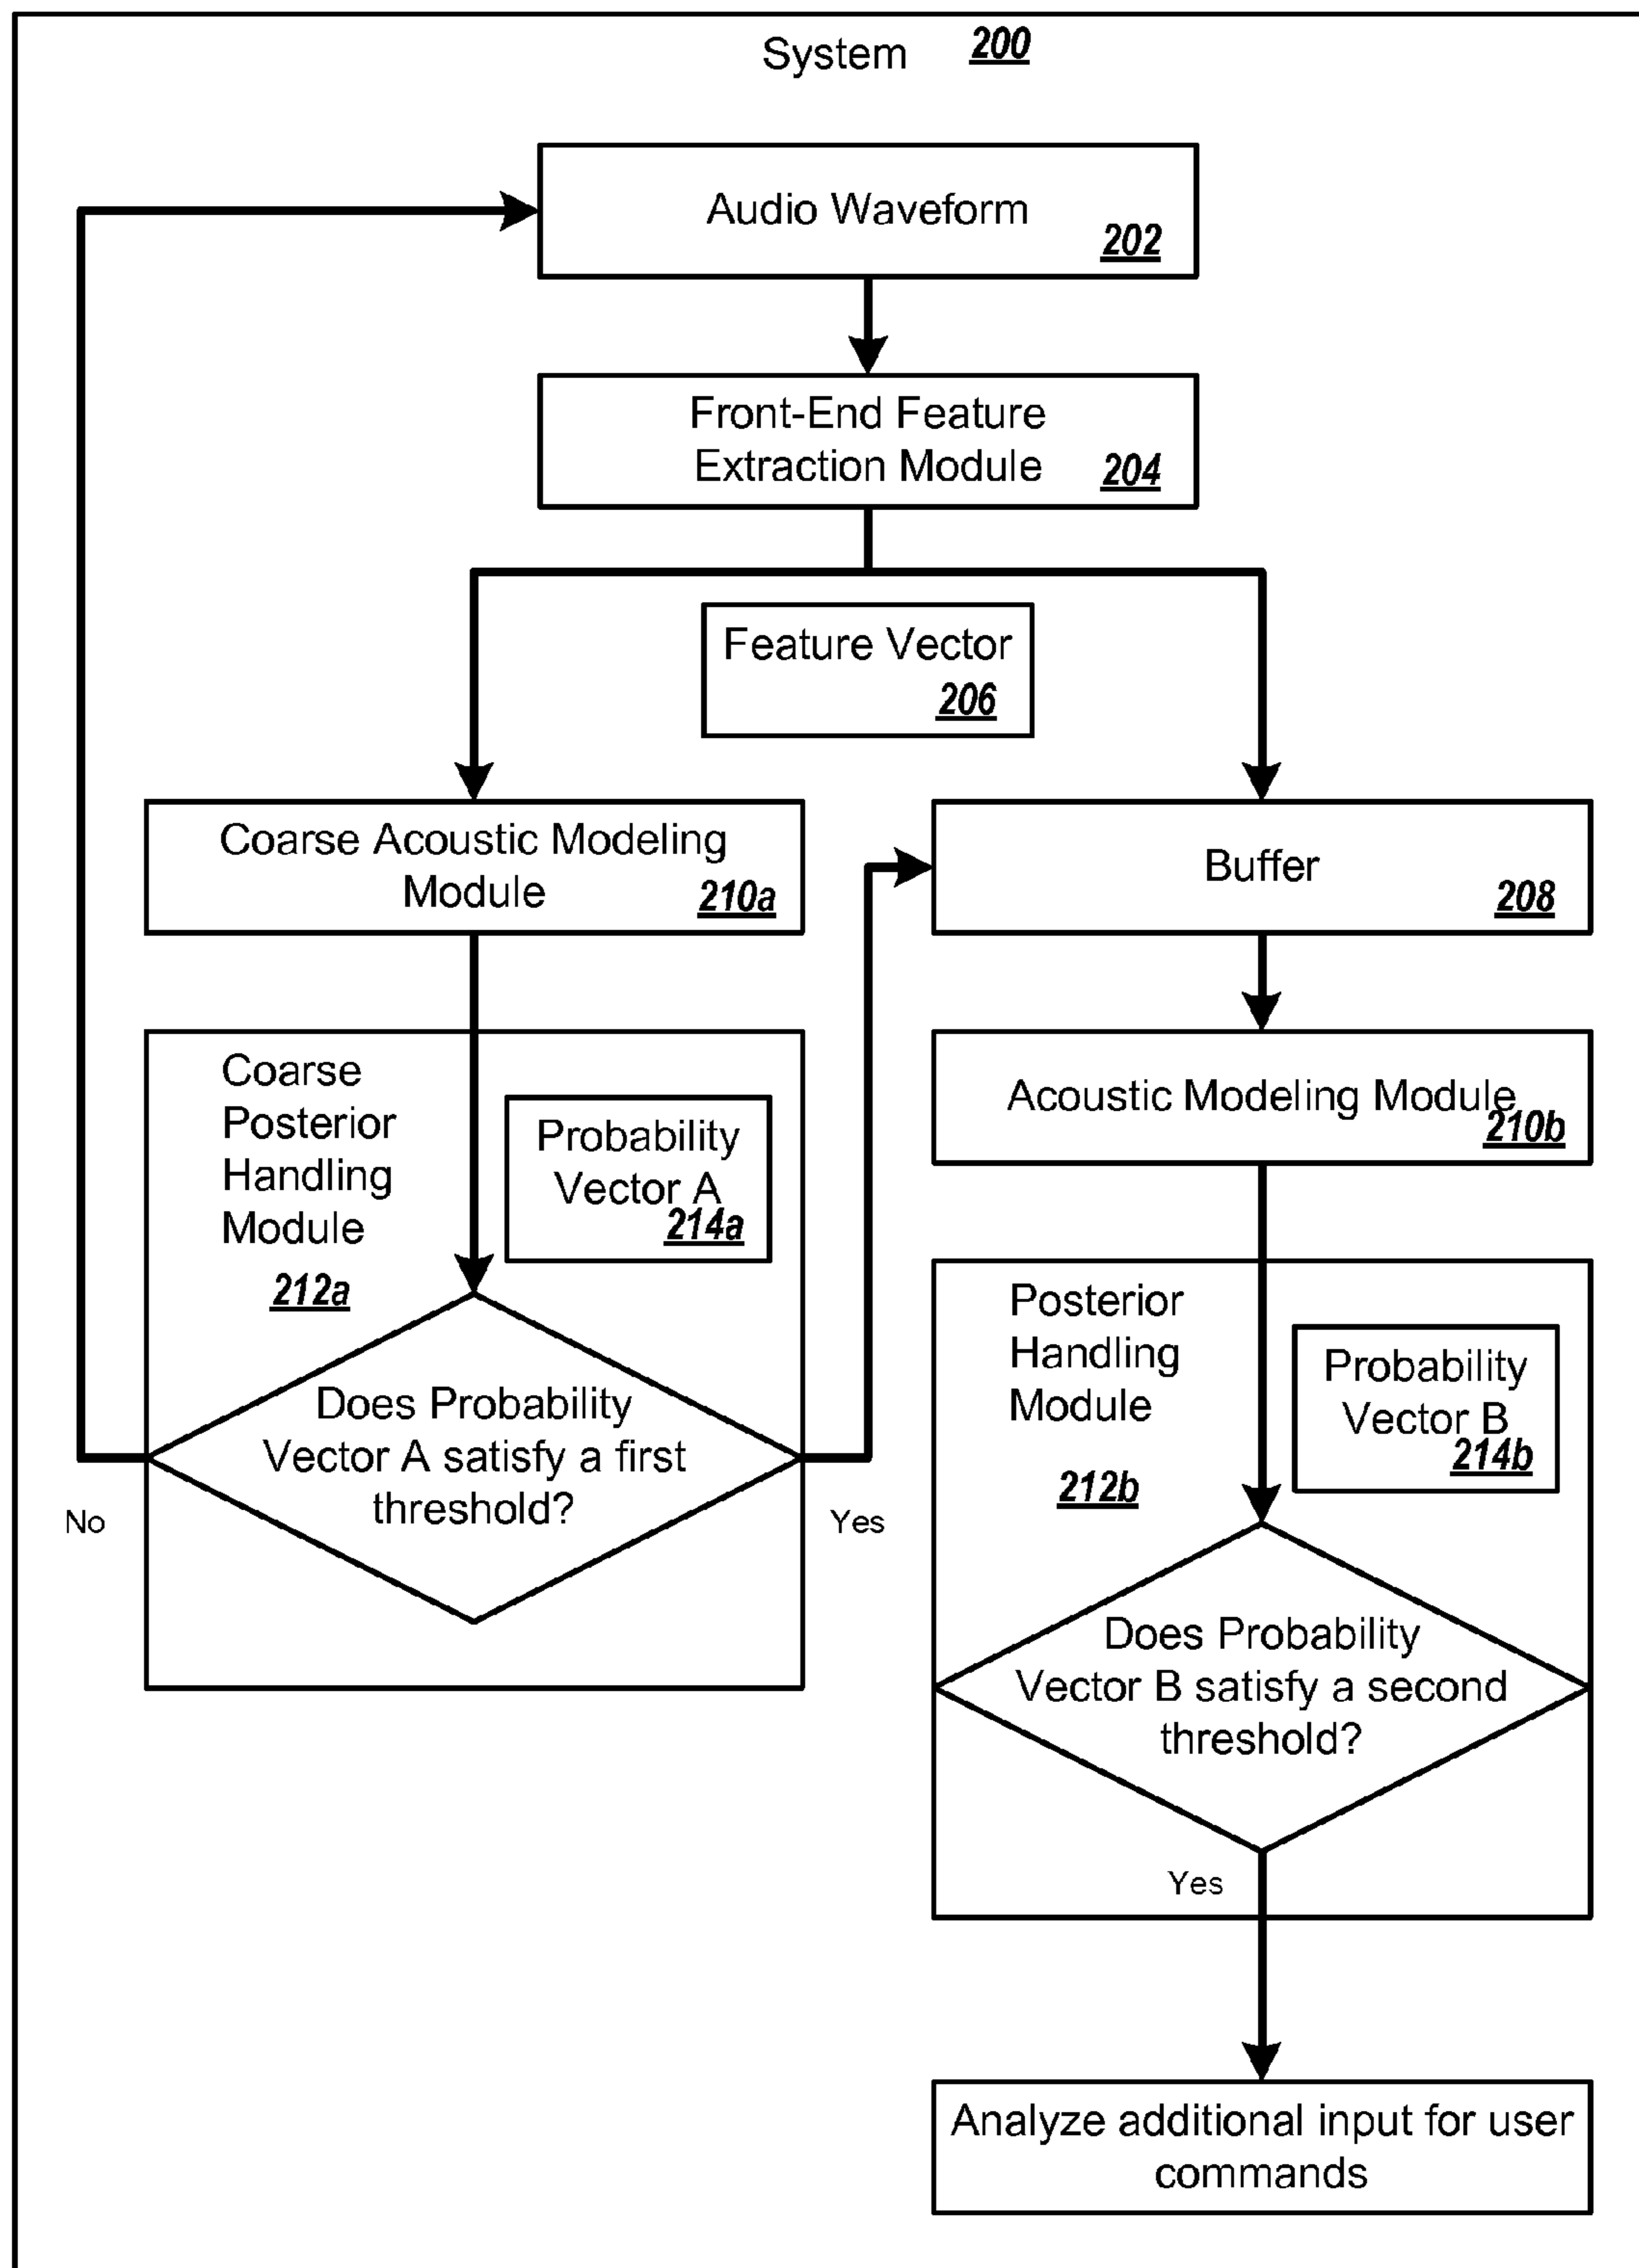 System 200
Audio Waveform
202
Front-End Feature
Extraction Module 204
Feature Vector
206
Coarse Acoustic Modeling
Module 210a
Buffer
208
Coarse
Posterior
Handling
Module
212a
Probability
Vector A
214a
Acoustic Modeling Module
210b
Does Probability
Vector A satisfy a first
threshold?
No
Yes
Posterior
Handling
Module
212b
Probability
Vector B
214b
Does Probability
Vector B satisfy a second
threshold?
Yes
Analyze additional input for user
commands